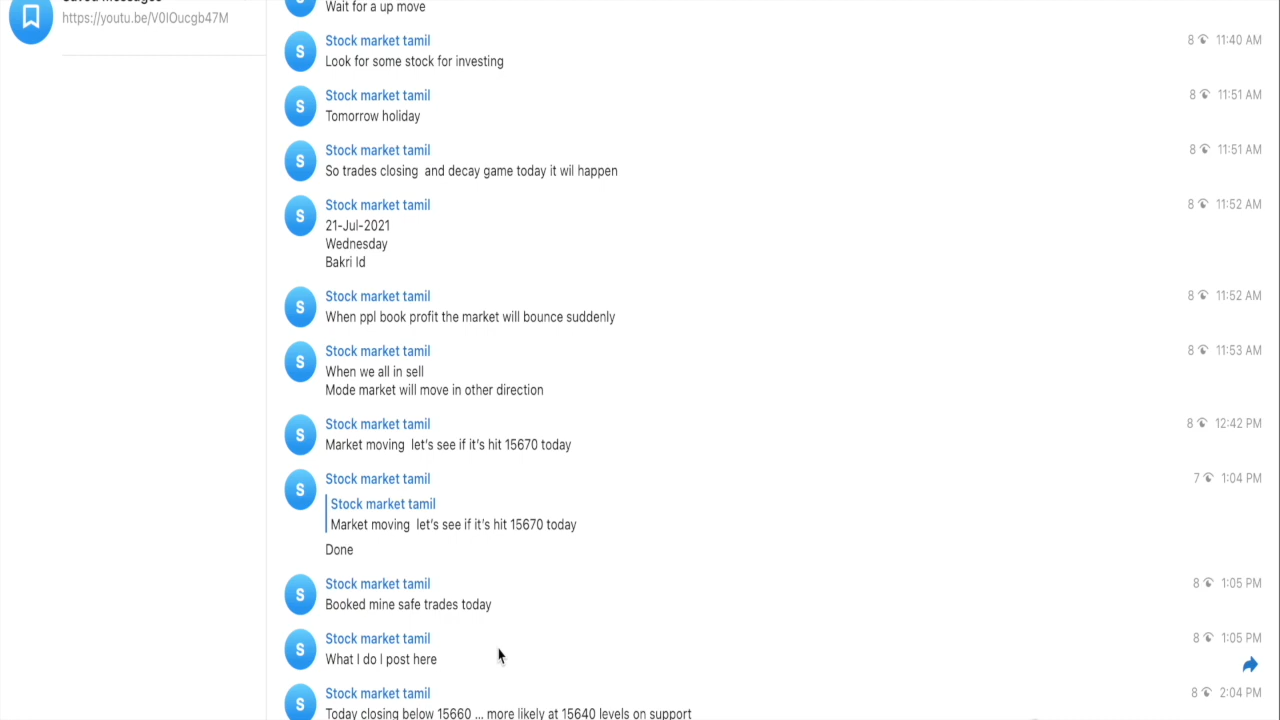 Saved Messages
https://youtu.be/V0IOucgb47M
Wait for a up move
Stock market tamil
8 11:40 AM
Look for some stock for investing
Stock market tamil
8 11:51 AM
Tomorrow holiday
Stock market tamil
8 11:51 AM
So trades closing and decay game today it wil happen
Stock market tamil
8 11:52 AM
21-Jul-2021
Wednesday
Bakri Id
Stock market tamil
8 11:52 AM
When ppl book profit the market will bounce suddenly
Stock market tamil
8 11:53 AM
When we all in sell
Mode market will move in other direction
Stock market tamil
8 12:42 PM
Market moving let's see if it's hit 15670 today
Stock market tamil
7 1:04 PM
Stock market tamil
Market moving let's see if it's hit 15670 today
Done
Stock market tamil
8 1:05 PM
Booked mine safe trades today
Stock market tamil
8 1:05 PM
What I do I post here
Stock market tamil
8 2:04 PM
Today closing below 15660 ... more likely at 15640 levels on support
S
S
S
S
S
S
S
S
S
S
S